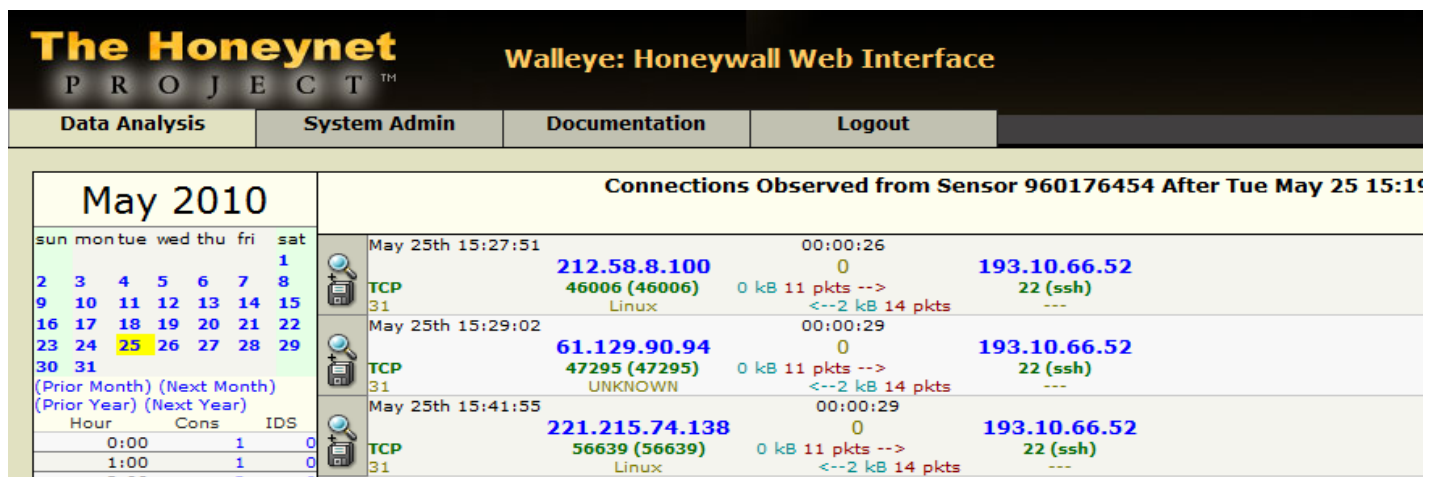 The Honeynet
PROJECT™
Walleye: Honeywall Web Interface
Data Analysis System Admin Documentation Logout
May 2010
sun mon tue wed thu fri sat
1
2 3 4 5 6 7 8
9 10 11 12 13 14 15
16 17 18 19 20 21 22
23 24 25 26 27 28 29
30 31
(Prior Month) (Next Month)
(Prior Year) (Next Year)
Hour Cons IDS
0:00 1 0
1:00 1 0
Connections Observed from Sensor 960176454 After Tue May 25 15:19
May 25th 15:27:51 00:00:26
212.58.8.100 0 193.10.66.52
TCP 46006 (46006) 0 kB 11 pkts --> 22 (ssh)
31 Linux <--2 kB 14 pkts ---
May 25th 15:29:02 00:00:29
61.129.90.94 0 193.10.66.52
TCP 47295 (47295) 0 kB 11 pkts --> 22 (ssh)
31 UNKNOWN <--2 kB 14 pkts ---
May 25th 15:41:55 00:00:29
221.215.74.138 0 193.10.66.52
TCP 56639 (56639) 0 kB 11 pkts --> 22 (ssh)
31 Linux <--2 kB 14 pkts ---